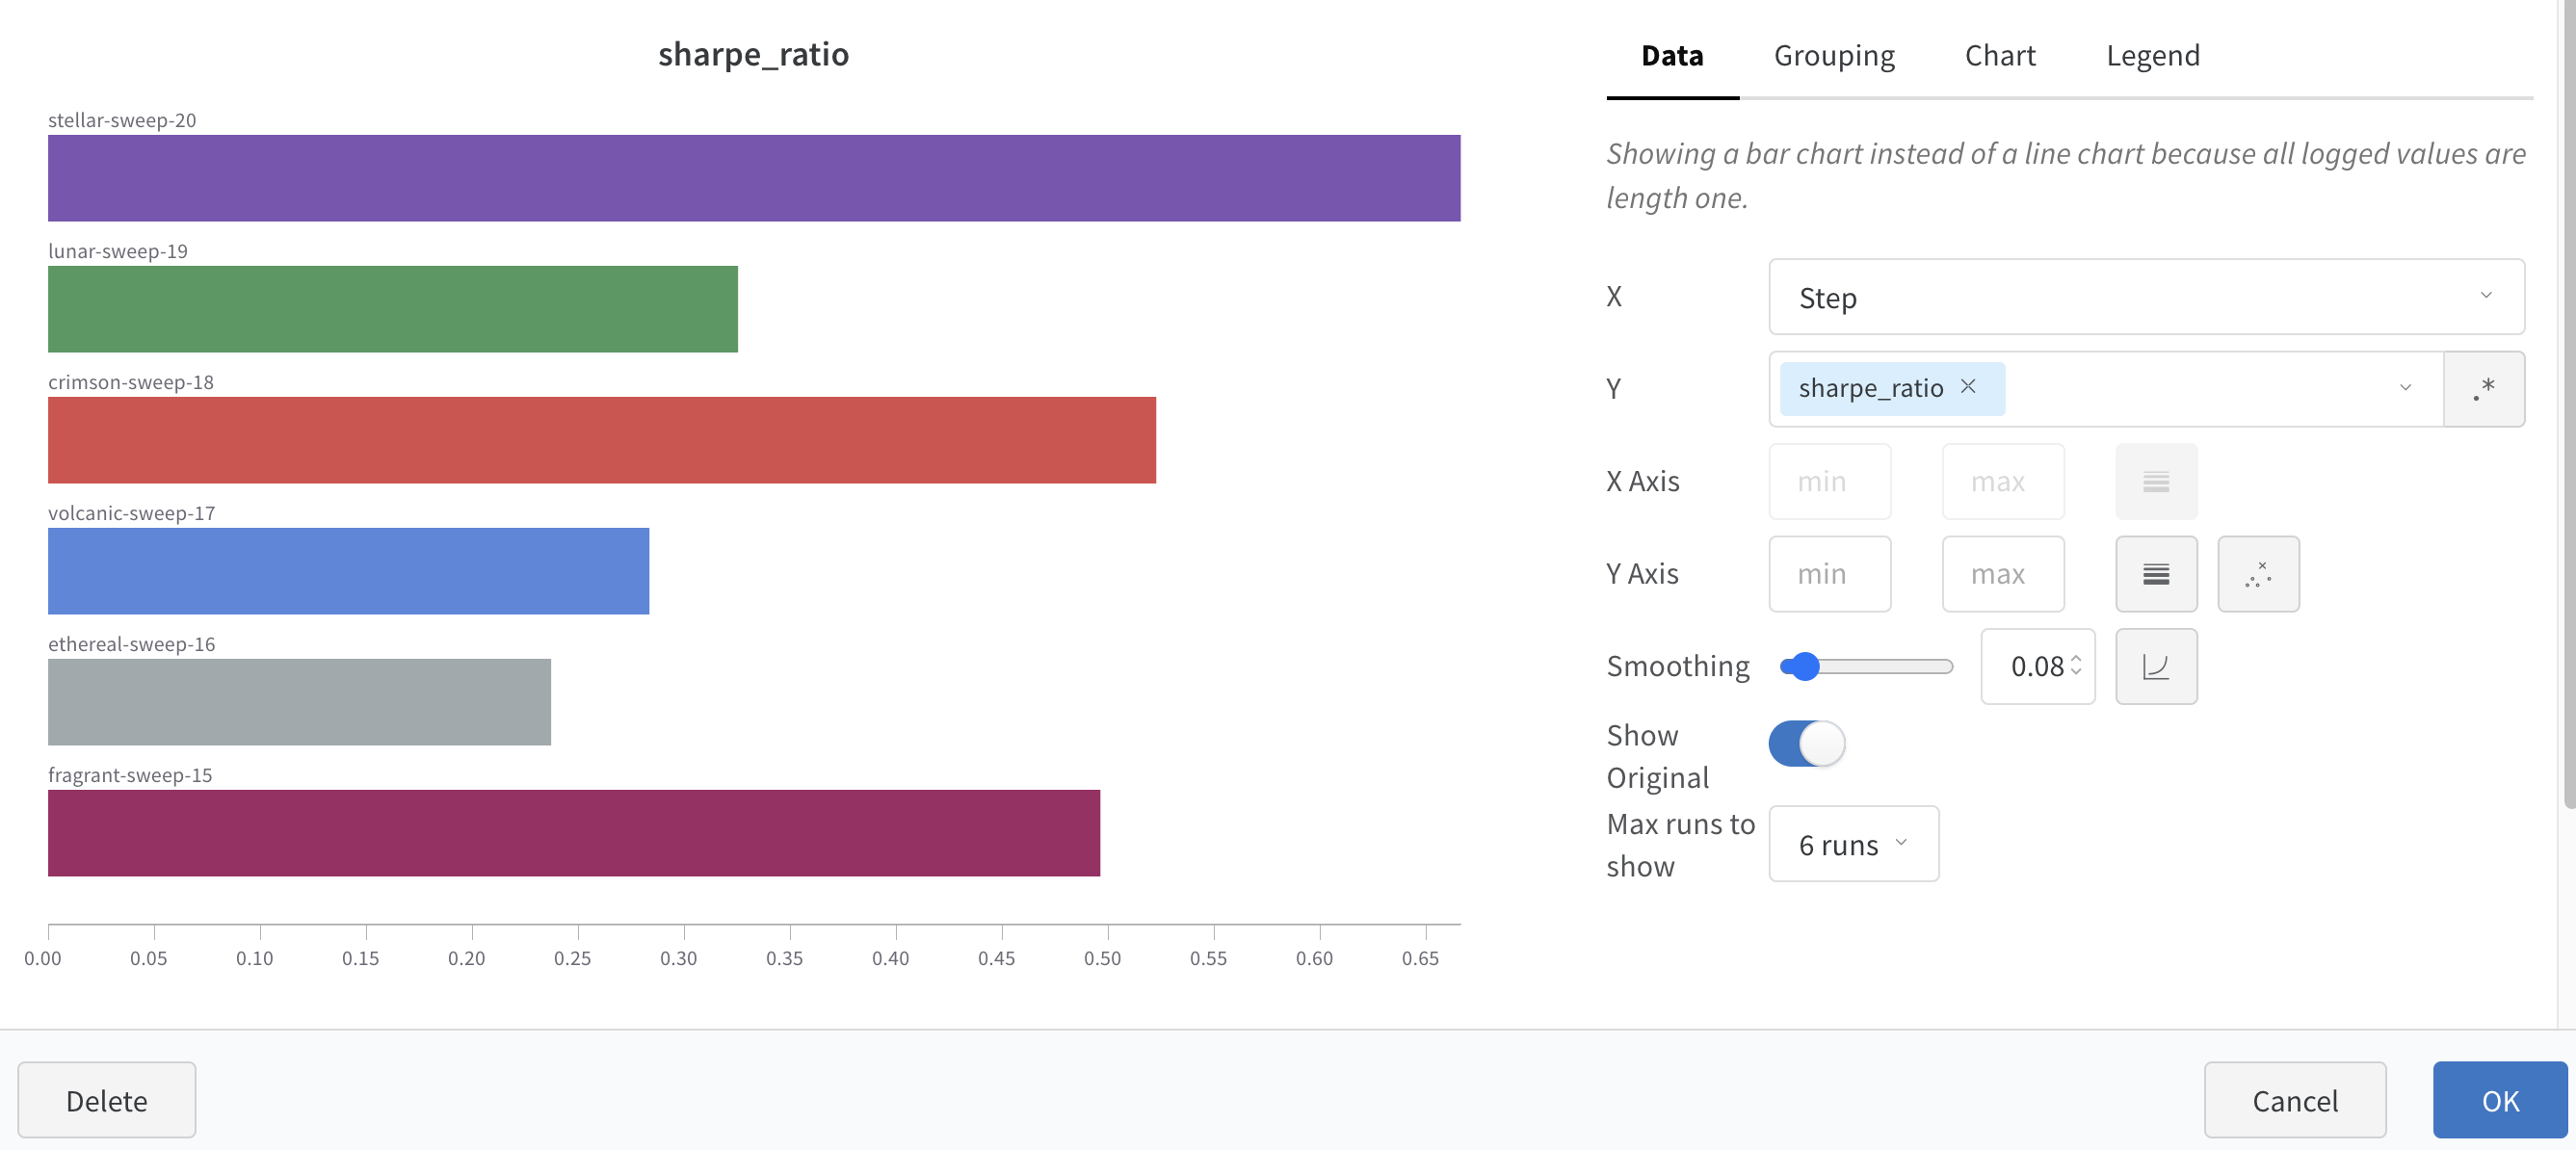 sharpe_ratio
stellar-sweep-20
lunar-sweep-19
crimson-sweep-18
volcanic-sweep-17
ethereal-sweep-16
fragrant-sweep-15
0.00 0.05 0.10 0.15 0.20 0.25 0.30 0.35 0.40 0.45 0.50 0.55 0.60 0.65
Data Grouping Chart Legend
Showing a bar chart instead of a line chart because all logged values are
length one.
X Step
Y sharpe_ratio .*
X Axis min max
Y Axis min max
Smoothing 0.08
Show
Original
Max runs to
show
6 runs
Delete Cancel OK